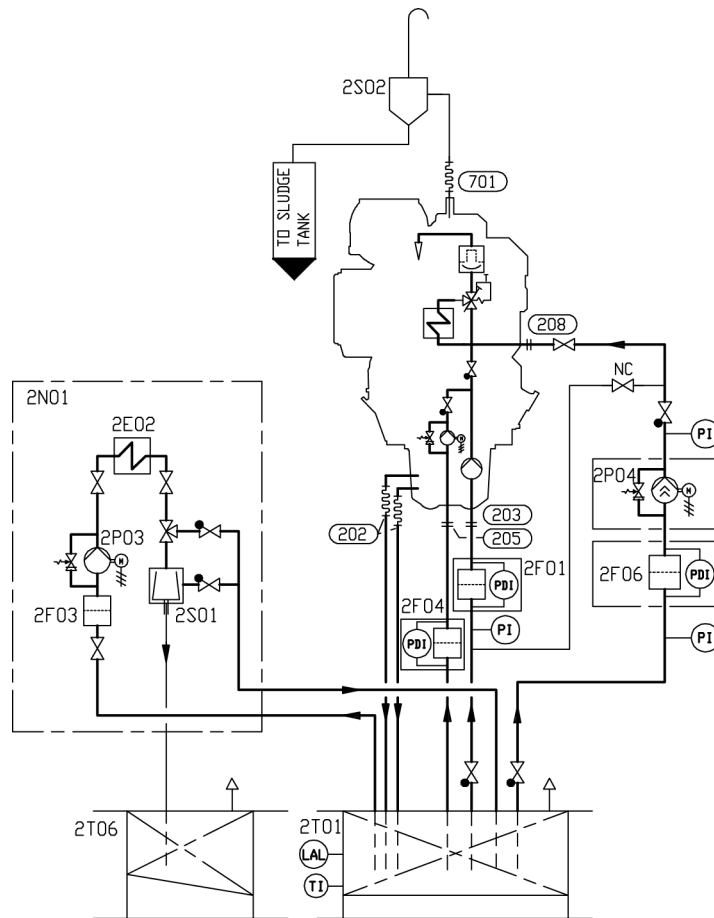 2S02
701
TO SLUDGE
TANK
208
NC
2N01
2E02
PI
2P04
M
2P03
M
M
203
202
205
2F01
PDI
2F06
PDI
2F03
2S01
2F04
PI
PDI
PI
2T06
2T01
LAL
TI